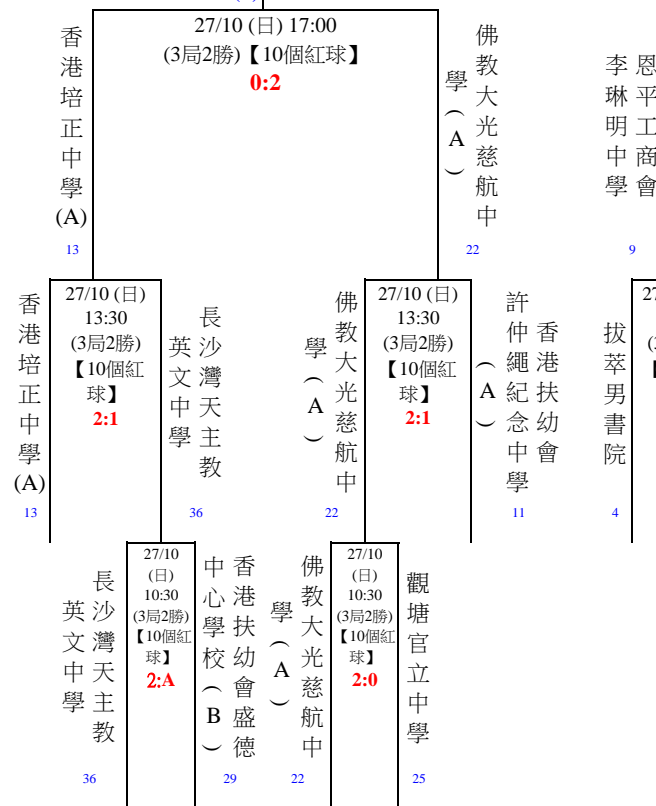 27/10 (日) 17:00
(3局2勝)【10個紅球】
0:2
香港培正中學(A)
13
佛教大光慈航中
學(A)
22
恩平工商會
李琳明中學
9
香港培正中學(A)
13
27/10 (日)
13:30
(3局2勝)
【10個紅
球】
2:1
長沙灣天主教
英文中學
36
佛教大光慈航中
學(A)
22
27/10 (日)
13:30
(3局2勝)
【10個紅
球】
2:1
香港扶幼會
許仲繩紀念中學
(A)
11
拔萃男書院
4
長沙灣天主教
英文中學
36
27/10
(日)
10:30
(3局2勝)
【10個紅
球】
2:A
香港扶幼會盛德
中心學校(B)
29
佛教大光慈航中
學(A)
22
27/10
(日)
10:30
(3局2勝)
【10個紅
球】
2:0
觀塘官立中學
25